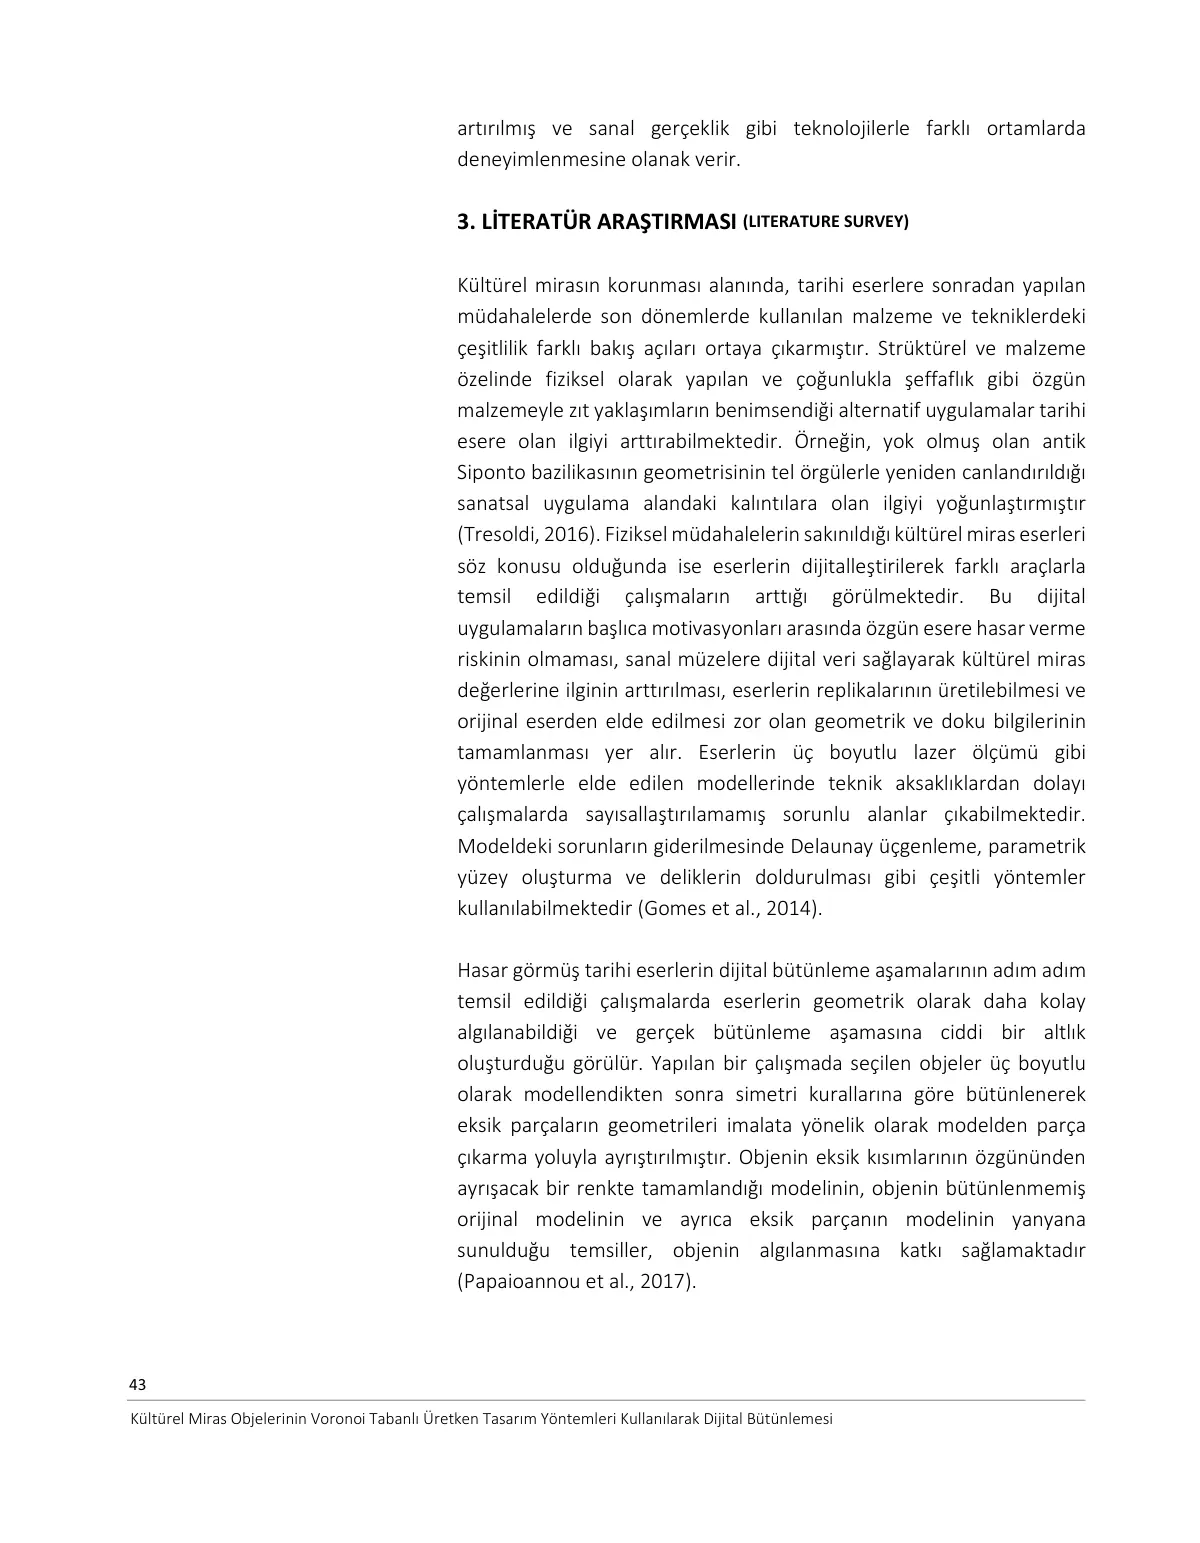 artırılmış ve sanal gerçeklik gibi teknolojilerle farklı ortamlarda
deneyimlenmesine olanak verir.
3. LİTERATÜR ARAŞTIRMASI (LITERATURE SURVEY)
Kültürel mirasın korunması alanında, tarihi eserlere sonradan yapılan
müdahalelerde son dönemlerde kullanılan malzeme ve tekniklerdeki
çeşitlilik farklı bakış açıları ortaya çıkarmıştır. Strüktürel ve malzeme
özelinde fiziksel olarak yapılan ve çoğunlukla şeffaflık gibi özgün
malzemeyle zıt yaklaşımların benimsendiği alternatif uygulamalar tarihi
esere olan ilgiyi arttırabilmektedir. Örneğin, yok olmuş olan antik
Siponto bazilikasının geometrisinin tel örgülerle yeniden canlandırıldığı
sanatsal uygulama alandaki kalıntılara olan ilgiyi yoğunlaştırmıştır
(Tresoldi, 2016). Fiziksel müdahalelerin sakınıldığı kültürel miras eserleri
söz konusu olduğunda ise eserlerin dijitalleştirilerek farklı araçlarla
temsil edildiği çalışmaların arttığı görülmektedir. Bu dijital
uygulamaların başlıca motivasyonları arasında özgün esere hasar verme
riskinin olmaması, sanal müzelere dijital veri sağlayarak kültürel miras
değerlerine ilginin arttırılması, eserlerin replikalarının üretilebilmesi ve
orijinal eserden elde edilmesi zor olan geometrik ve doku bilgilerinin
tamamlanması yer alır. Eserlerin üç boyutlu lazer ölçümü gibi
yöntemlerle elde edilen modellerinde teknik aksaklıklardan dolayı
çalışmalarda sayısallaştırılamamış sorunlu alanlar çıkabilmektedir.
Modeldeki sorunların giderilmesinde Delaunay üçgenleme, parametrik
yüzey oluşturma ve deliklerin doldurulması gibi çeşitli yöntemler
kullanılabilmektedir (Gomes et al., 2014).
Hasar görmüş tarihi eserlerin dijital bütünleme aşamalarının adım adım
temsil edildiği çalışmalarda eserlerin geometrik olarak daha kolay
algılanabildiği ve gerçek bütünleme aşamasına ciddi bir altlık
oluşturduğu görülür. Yapılan bir çalışmada seçilen objeler üç boyutlu
olarak modellendikten sonra simetri kurallarına göre bütünlenerek
eksik parçaların geometrileri imalata yönelik olarak modelden parça
çıkarma yoluyla ayrıştırılmıştır. Objenin eksik kısımlarının özgününden
ayrışacak bir renkte tamamlandığı modelinin, objenin bütünlenmemiş
orijinal modelinin ve ayrıca eksik parçanın modelinin yanyana
sunulduğu temsiller, objenin algılanmasına katkı sağlamaktadır
(Papaioannou et al., 2017).
43
Kültürel Miras Objelerinin Voronoi Tabanlı Üretken Tasarım Yöntemleri Kullanılarak Dijital Bütünlemesi